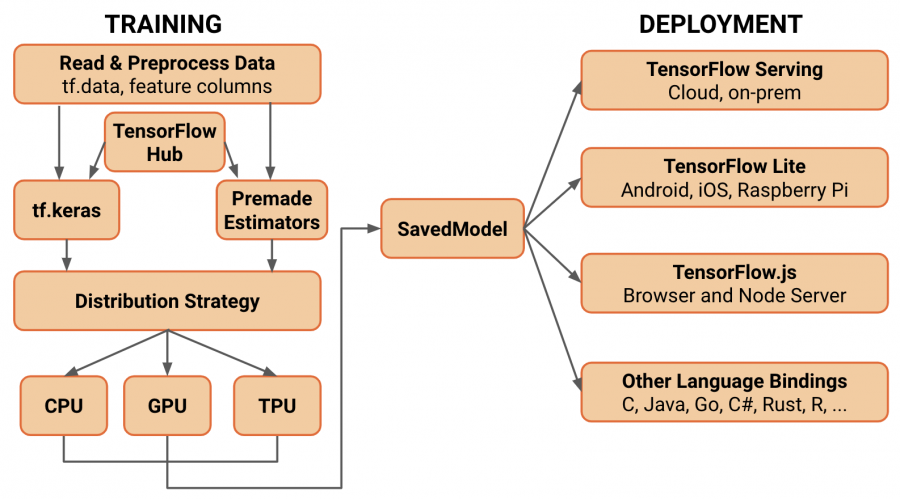 TRAINING
Read & Preprocess Data
tf.data, feature columns
TensorFlow
Hub
tf.keras
Premade
Estimators
Distribution Strategy
CPU
GPU
TPU
SavedModel
DEPLOYMENT
TensorFlow Serving
Cloud, on-prem
TensorFlow Lite
Android, iOS, Raspberry Pi
TensorFlow.js
Browser and Node Server
Other Language Bindings
C, Java, Go, C#, Rust, R, ...